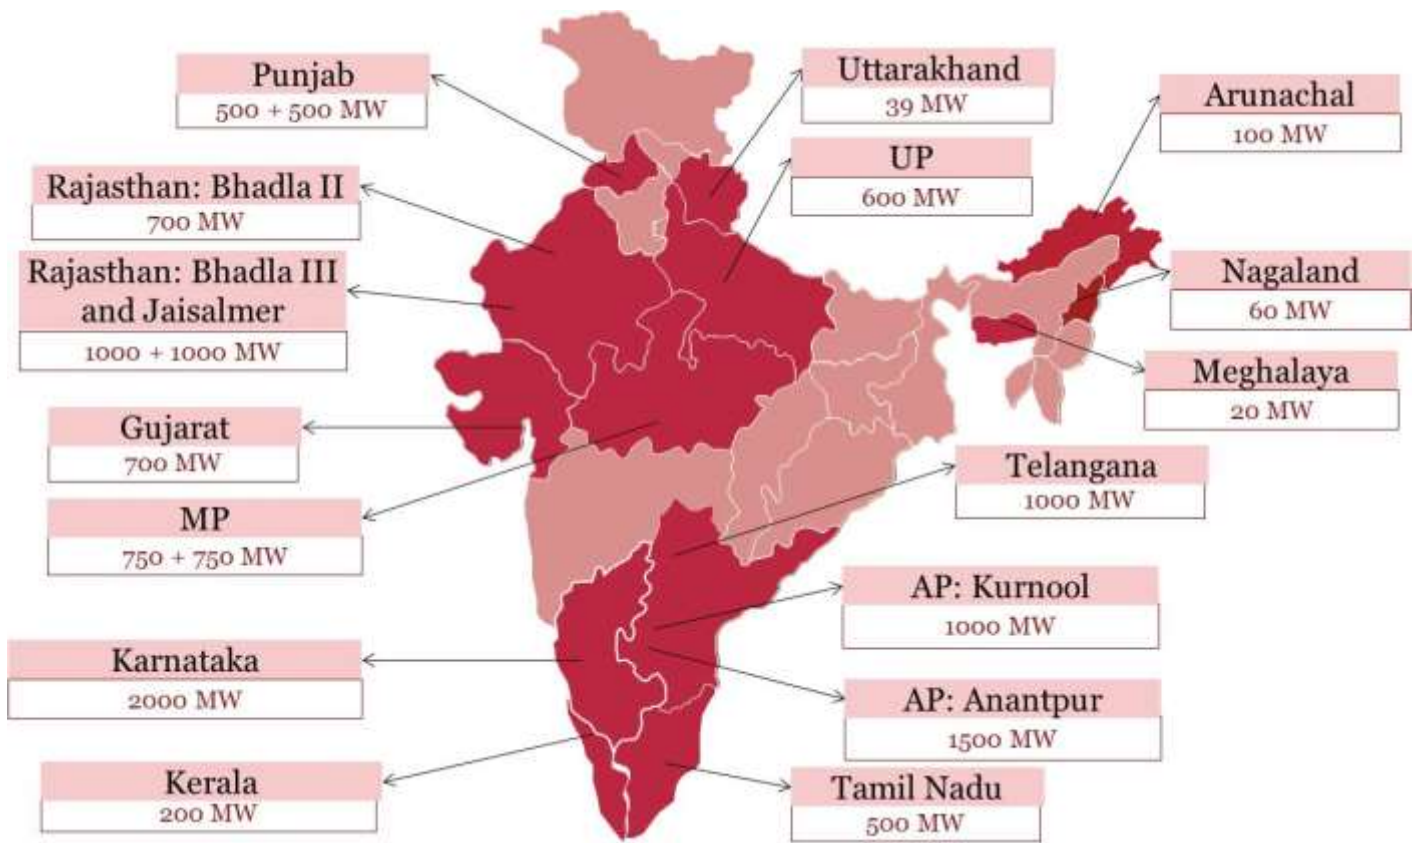 Punjab
500 + 500 MW
Rajasthan: Bhadla II
700 MW
Rajasthan: Bhadla III
and Jaisalmer
1000 + 1000 MW
Gujarat
700 MW
MP
750 + 750 MW
Karnataka
2000 MW
Kerala
200 MW
Uttarakhand
39 MW
UP
600 MW
Arunachal
100 MW
Nagaland
60 MW
Meghalaya
20 MW
Telangana
1000 MW
AP: Kurnool
1000 MW
AP: Anantpur
1500 MW
Tamil Nadu
500 MW